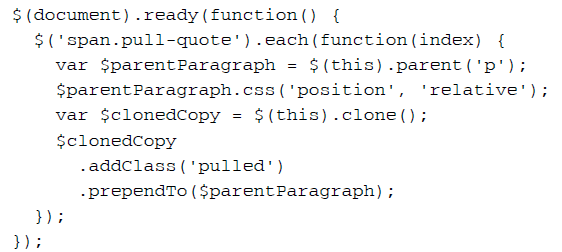 $(document).ready(function() {
  $('span.pull-quote').each(function(index) {
    var $parentParagraph = $(this).parent('p');
    $parentParagraph.css('position', 'relative');
    var $clonedCopy = $(this).clone();
    $clonedCopy
      .addClass('pulled')
      .prependTo($parentParagraph);
  });
});